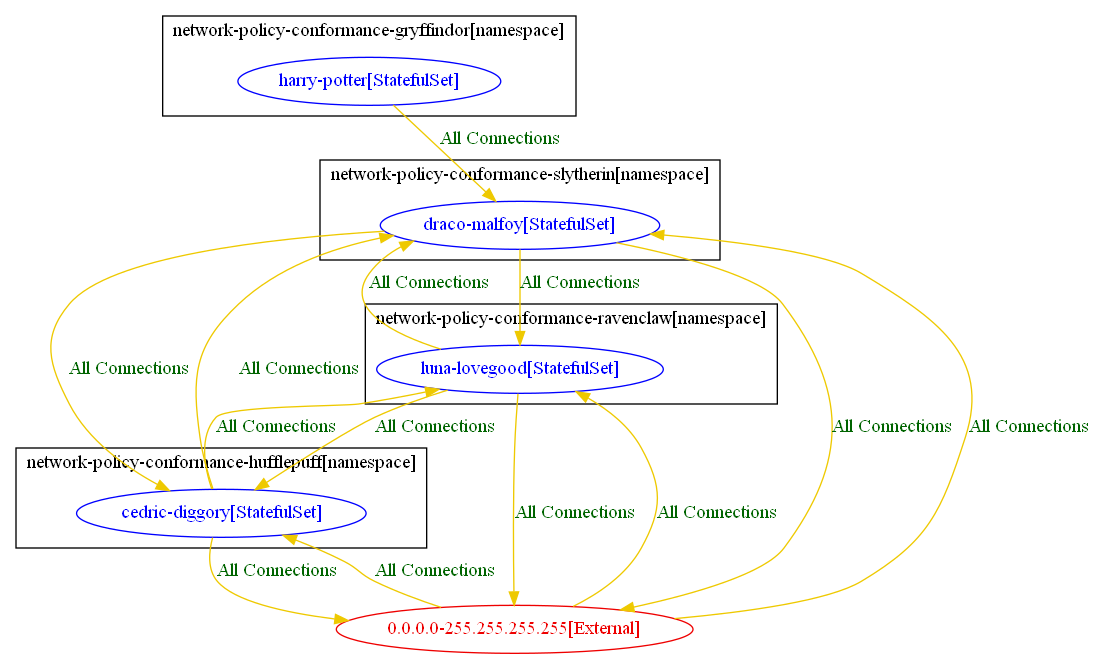 network-policy-conformance-gryffindor[namespace]
harry-potter[StatefulSet]
All Connections
network-policy-conformance-slytherin[namespace]
draco-malfoy[StatefulSet]
All Connections
All Connections
network-policy-conformance-ravenclaw[namespace]
luna-lovegood[StatefulSet]
All Connections
All Connections
All Connections
All Connections
All Connections
All Connections
network-policy-conformance-hufflepuff[namespace]
cedric-diggory[StatefulSet]
All Connections
All Connections
All Connections
All Connections
0.0.0.0-255.255.255.255[External]